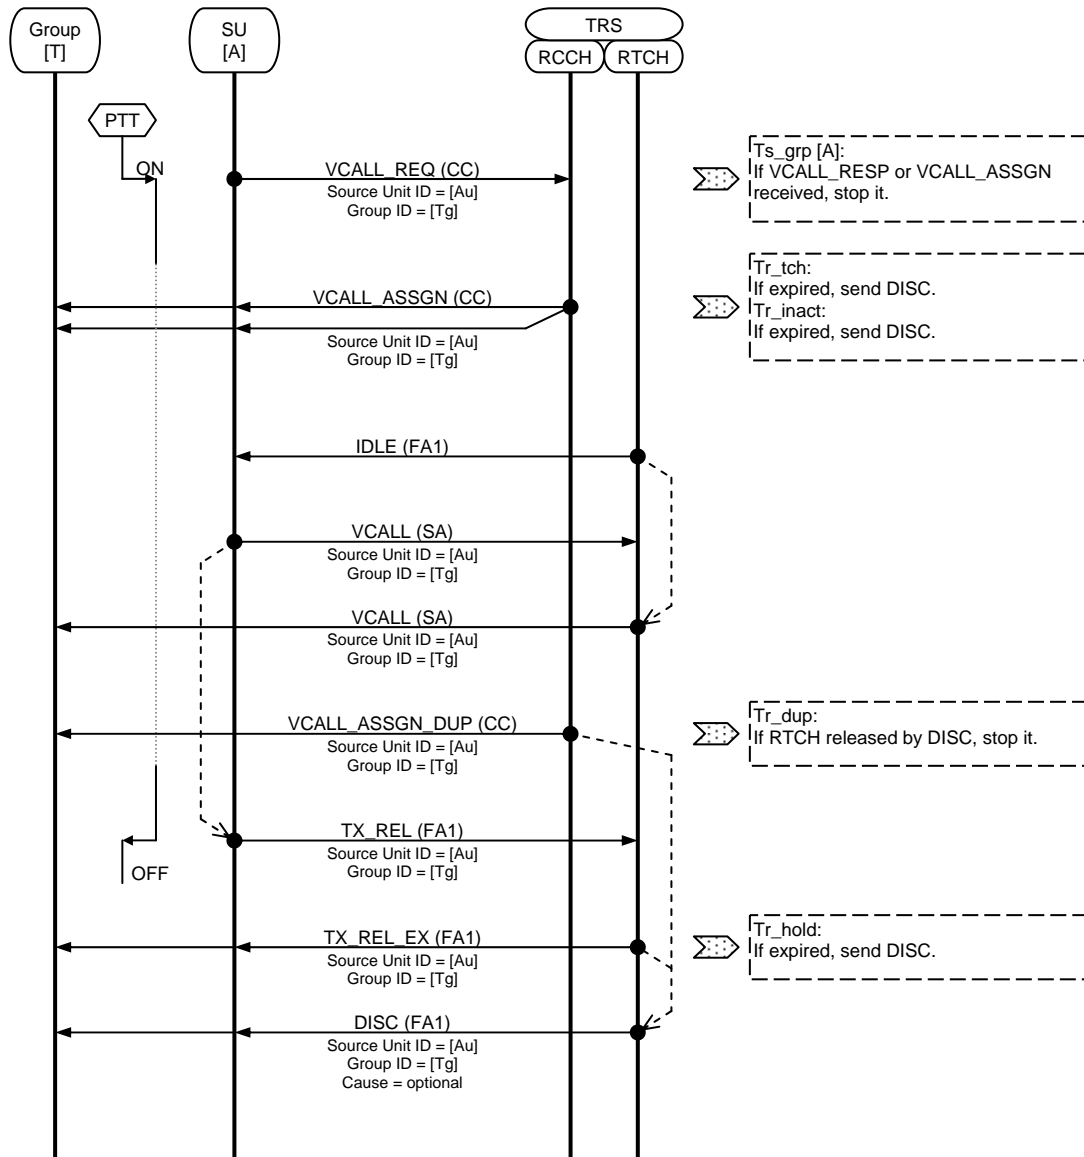 Group
[T]
SU
[A]
TRS
RCCH
RTCH
PTT
ON
VCALL_REQ (CC)
Source Unit ID = [Au]
Group ID = [Tg]
Ts_grp [A]:
If VCALL_RESP or VCALL_ASSGN
received, stop it.
VCALL_ASSGN (CC)
Source Unit ID = [Au]
Group ID = [Tg]
Tr_tch:
If expired, send DISC.
Tr_inact:
If expired, send DISC.
IDLE (FA1)
VCALL (SA)
Source Unit ID = [Au]
Group ID = [Tg]
VCALL (SA)
Source Unit ID = [Au]
Group ID = [Tg]
VCALL_ASSGN_DUP (CC)
Source Unit ID = [Au]
Group ID = [Tg]
Tr_dup:
If RTCH released by DISC, stop it.
TX_REL (FA1)
Source Unit ID = [Au]
Group ID = [Tg]
OFF
TX_REL_EX (FA1)
Source Unit ID = [Au]
Group ID = [Tg]
Tr_hold:
If expired, send DISC.
DISC (FA1)
Source Unit ID = [Au]
Group ID = [Tg]
Cause = optional